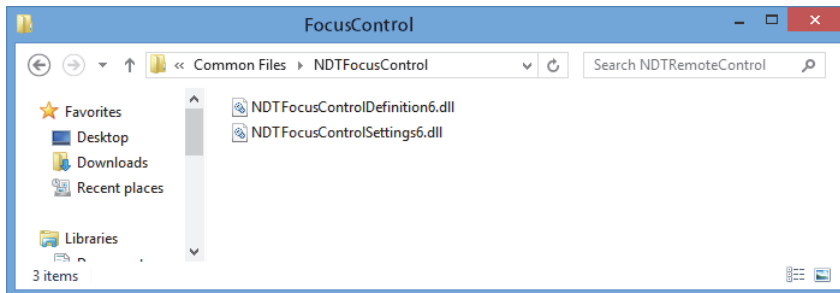 FocusControl
« Common Files NDTFocusControl
Search NDTRemoteControl
Favorites
Desktop
Downloads
Recent places
Libraries
NDTFocusControlDefinition6.dll
NDTFocusControlSettings6.dll
3 items